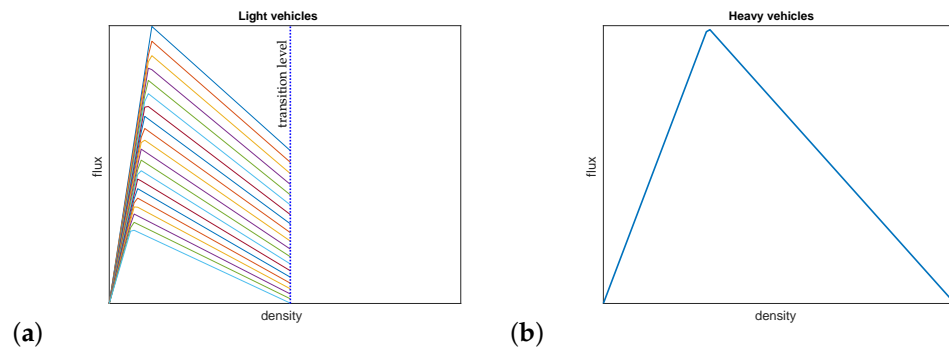 Light vehicles
flux
transition level
density
(a)
Heavy vehicles
flux
density
(b)